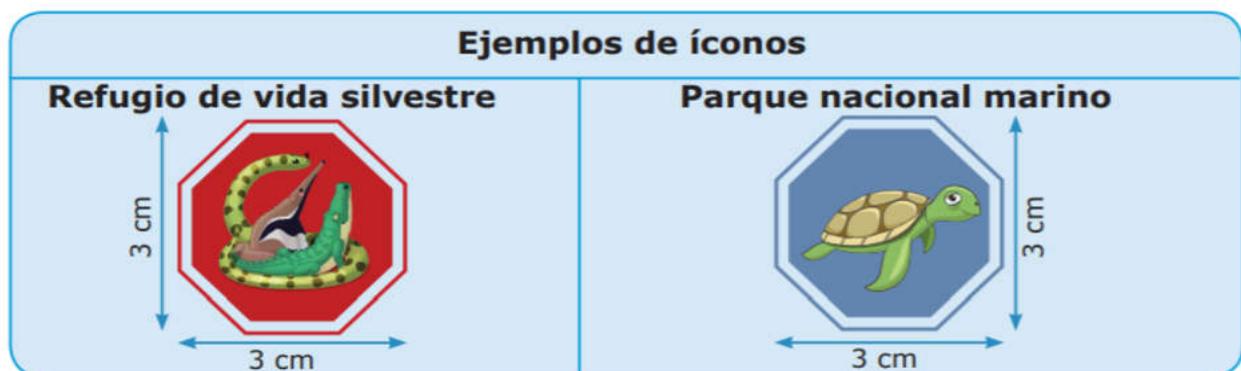 Ejemplos de íconos
Refugio de vida silvestre
3 cm
3 cm
Parque nacional marino
3 cm
3 cm